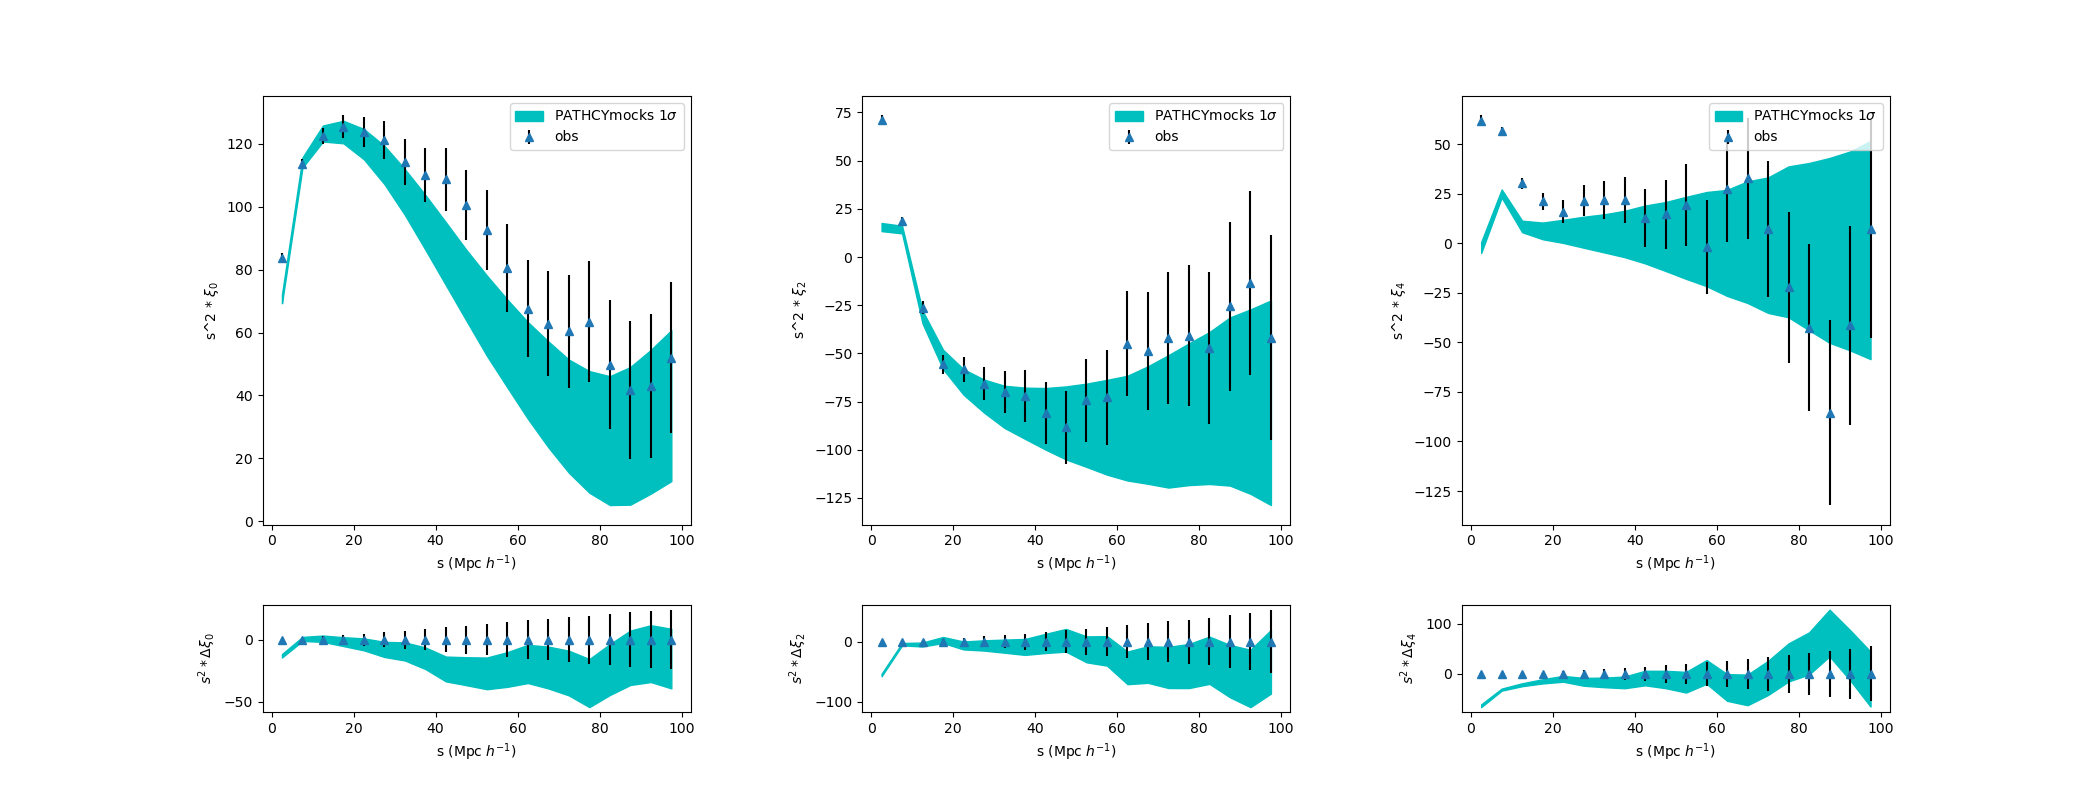 PATHCYmocks 1σ
obs
120
100
80
60
40
20
0
s^2 * ξ₀
0 20 40 60 80 100
s (Mpc h⁻¹)
PATHCYmocks 1σ
obs
75
50
25
0
−25
−50
−75
−100
−125
s^2 * ξ₂
0 20 40 60 80 100
s (Mpc h⁻¹)
PATHCYmocks 1σ
obs
50
25
0
−25
−50
−75
−100
−125
s^2 * ξ₄
0 20 40 60 80 100
s (Mpc h⁻¹)
0
−50
s² * Δξ₀
0 20 40 60 80 100
s (Mpc h⁻¹)
0
−100
s² * Δξ₂
0 20 40 60 80 100
s (Mpc h⁻¹)
100
0
s² * Δξ₄
0 20 40 60 80 100
s (Mpc h⁻¹)